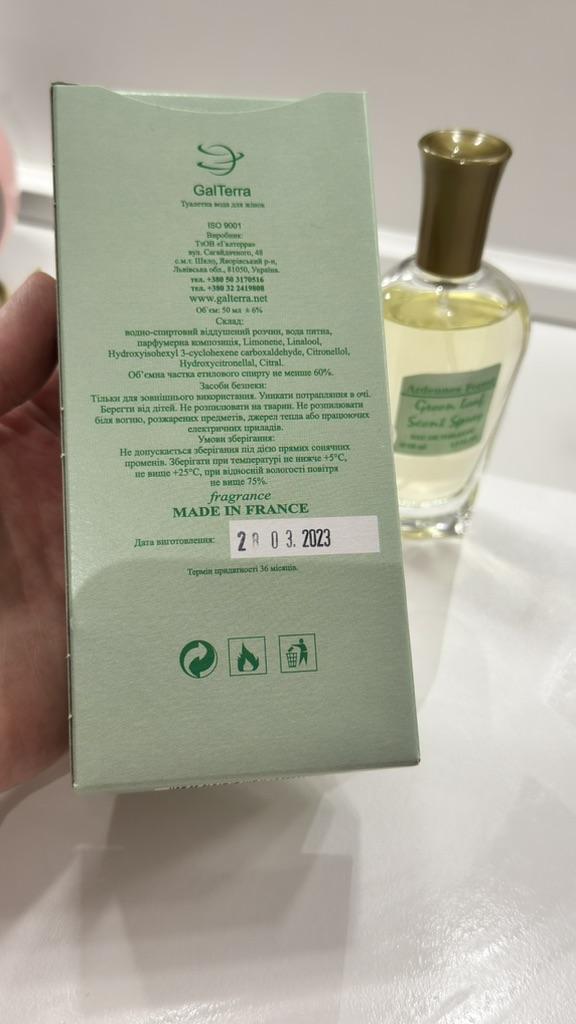 GalTerra
Туалетна вода для жінок
ISO 9001
Виробник:
ТзОВ «Галтерра»
вул. Сагайдачного, 48
с.м.т. Шкло, Яворівський р-н,
Львівська обл., 81050, Україна.
тел. +380 50 3170516
тел. +380 32 2419808
www.galterra.net
Об'єм: 50 мл ± 6%
Склад:
водно-спиртовий віддушений розчин, вода питна,
парфумерна композиція, Limonene, Linalool,
Hydroxyisohexyl 3-cyclohexene carboxaldehyde, Citronellol,
Hydroxycitronellal, Citral.
Об'ємна частка етилового спирту не менше 60%.
Засоби безпеки:
Тільки для зовнішнього використання. Уникати потрапляння в очі.
Берегти від дітей. Не розпилювати на тварин. Не розпилювати
біля вогню, розжарених предметів, джерел тепла або працюючих
електричних приладів.
Умови зберігання:
Не допускається зберігання під дією прямих сонячних
променів. Зберігати при температурі не нижче +5°C,
не вище +25°C, при відносній вологості повітря
не вище 75%.
fragrance
MADE IN FRANCE
Дата виготовлення: 28 03. 2023
Термін придатності 36 місяців.
Ardennes Forest
Green Leaf
Scent Spray